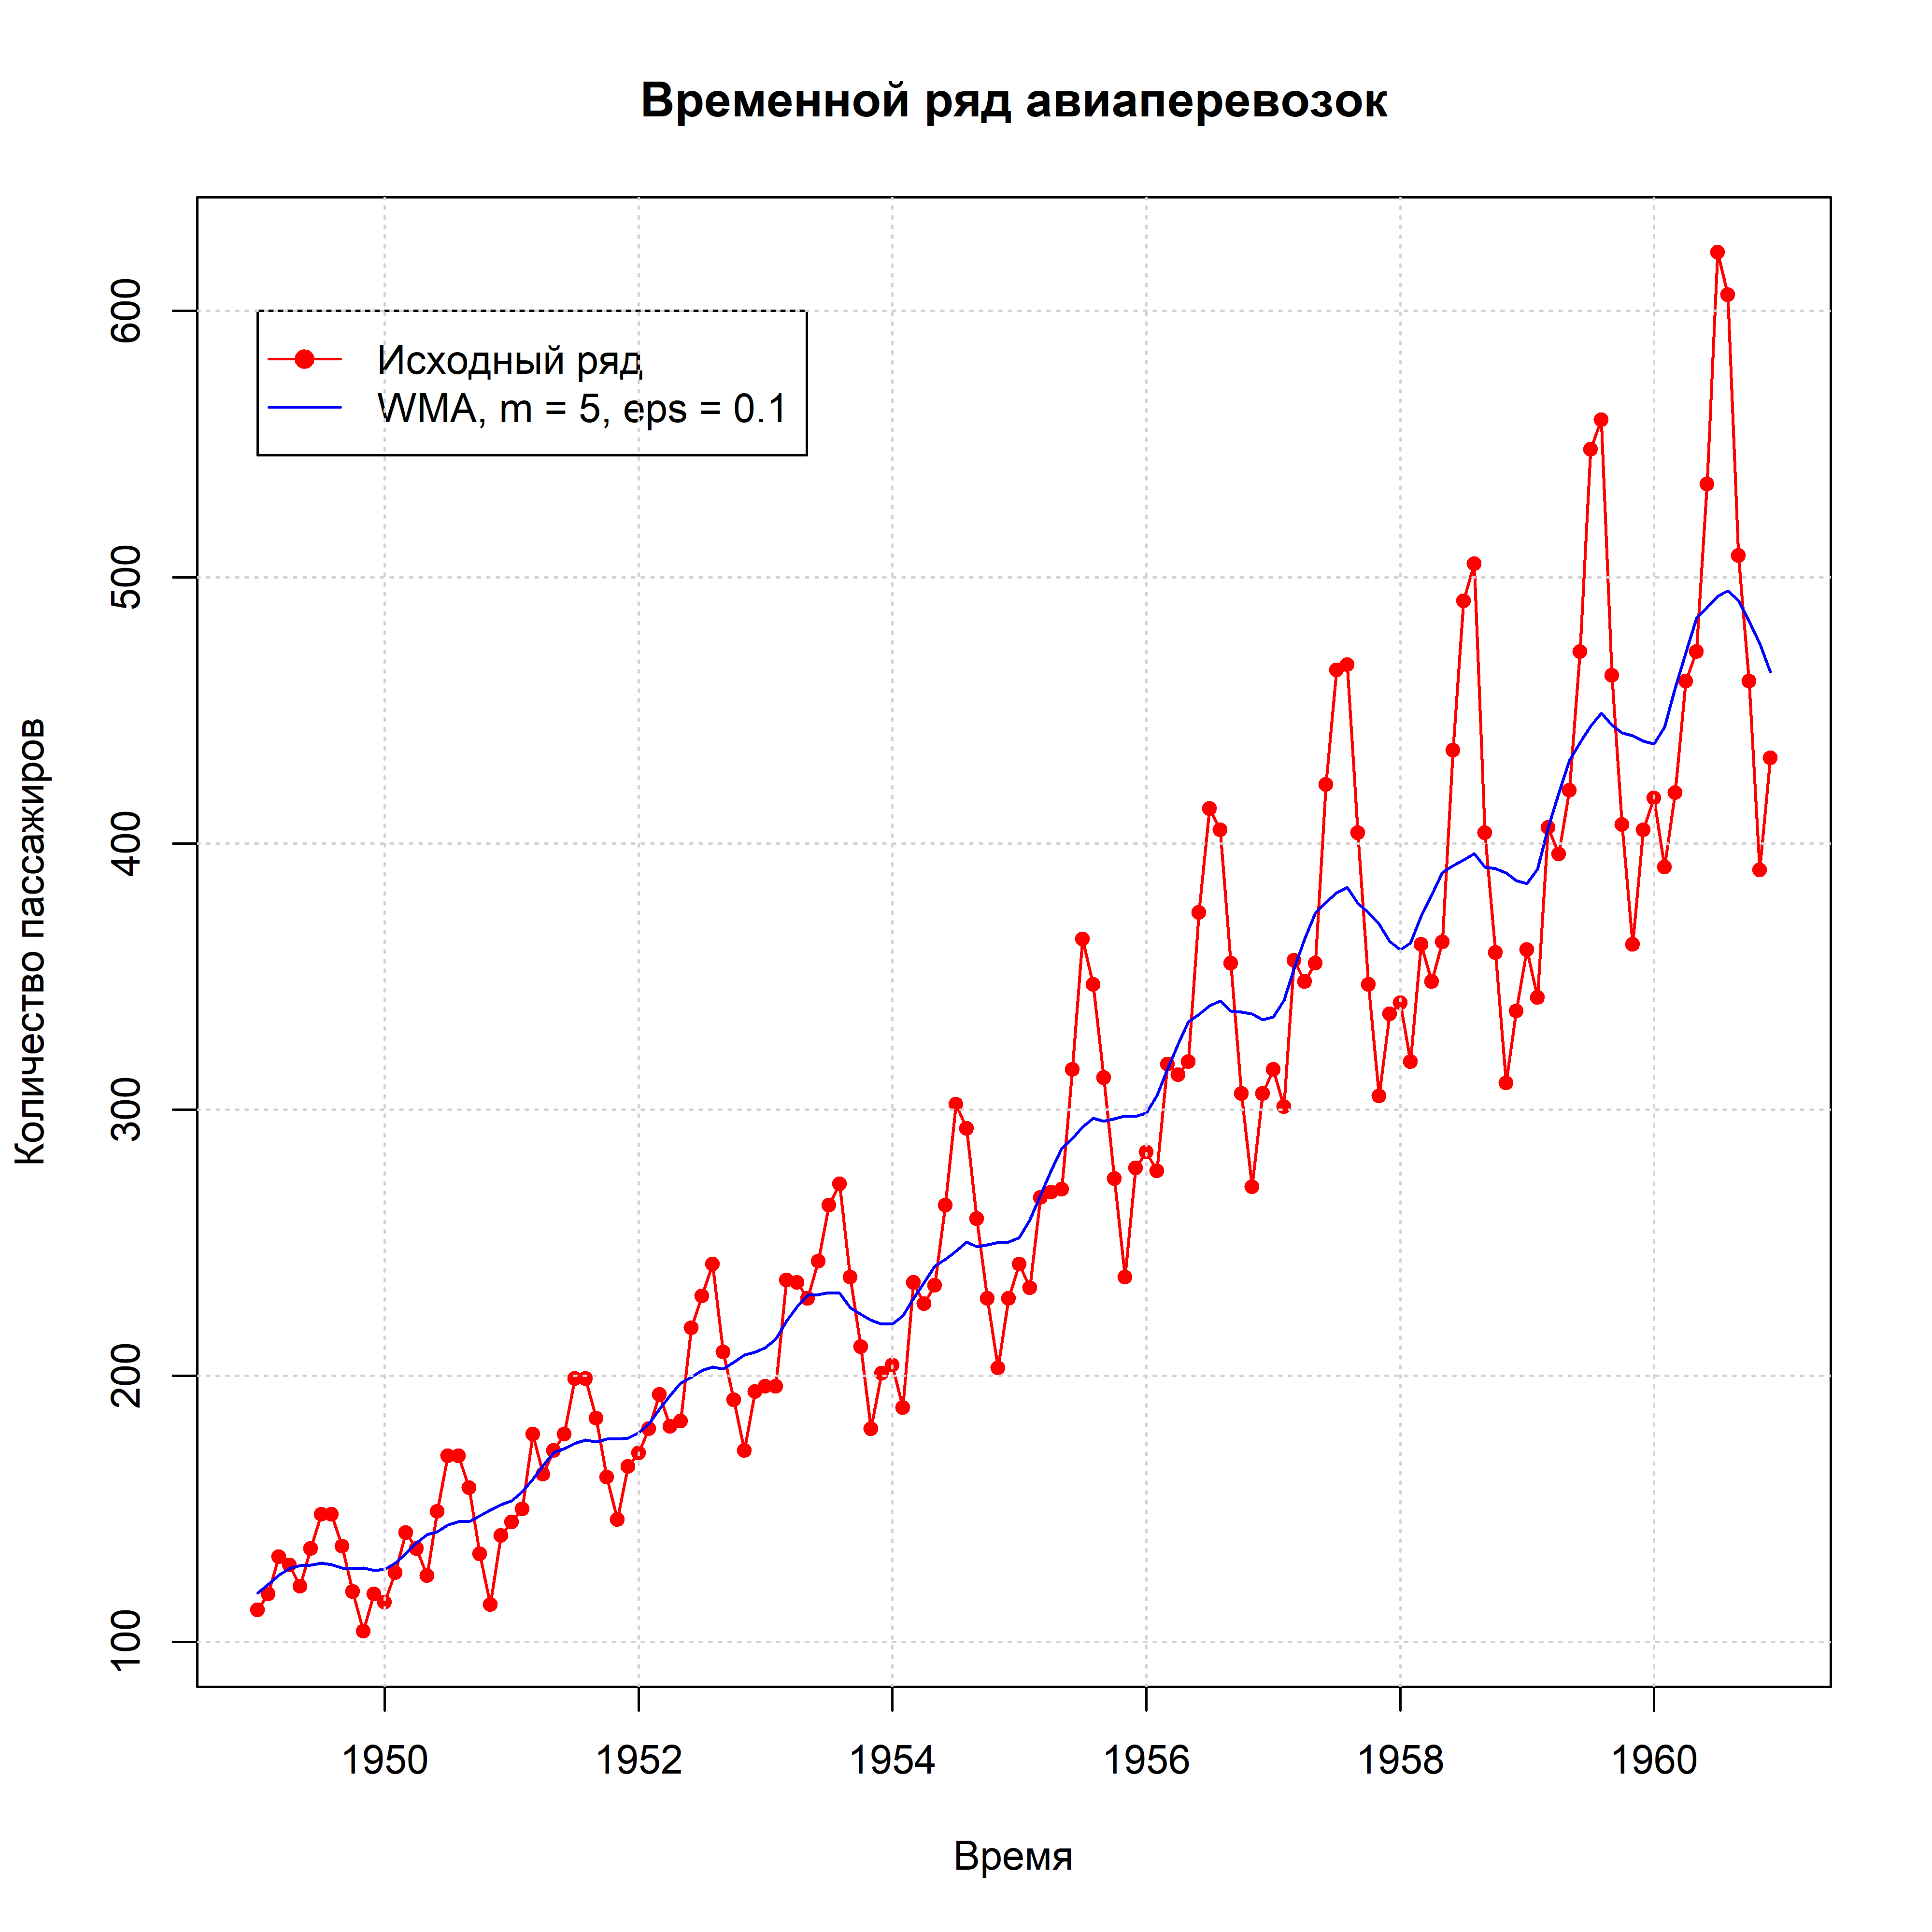 Временной ряд авиаперевозок
Исходный ряд
WMA, m = 5, eps = 0.1
600
500
400
300
200
100
Количество пассажиров
1950 1952 1954 1956 1958 1960
Время